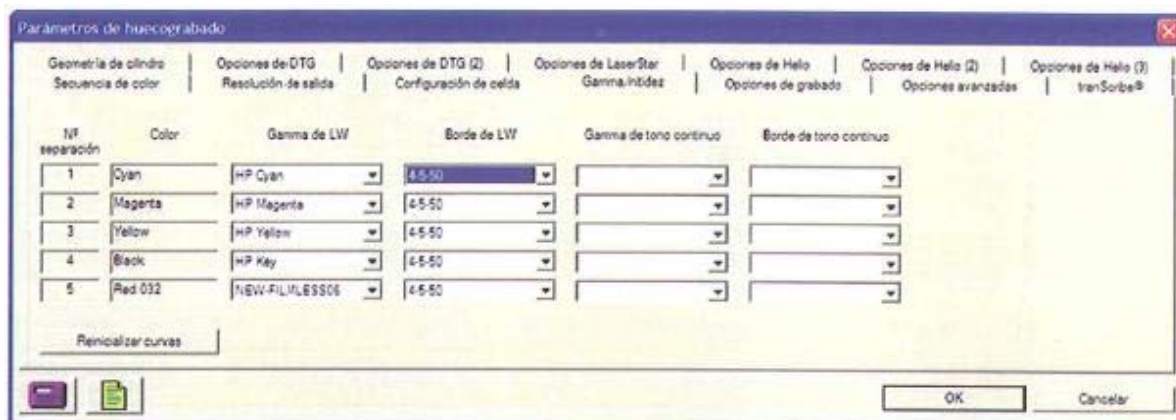 Parámetros de huecograbado
Geometría de cilindro Opciones de DTG Opciones de DTG (2) Opciones de LaserStar Opciones de Helio Opciones de Helio (2) Opciones de Helio (3)
Secuencia de color Resolución de salida Configuración de celda Gamma/nitidez Opciones de grabado Opciones avanzadas tranSorbe®
Nº separación Color Gamma de LW Borde de LW Gamma de tono continuo Borde de tono continuo
1 Cyan HP Cyan 4-5-50
2 Magenta HP Magenta 4-5-50
3 Yellow HP Yellow 4-5-50
4 Black HP Key 4-5-50
5 Red 032 NEW-FILMLESS06 4-5-50
Reinicializar curvas
OK Cancelar